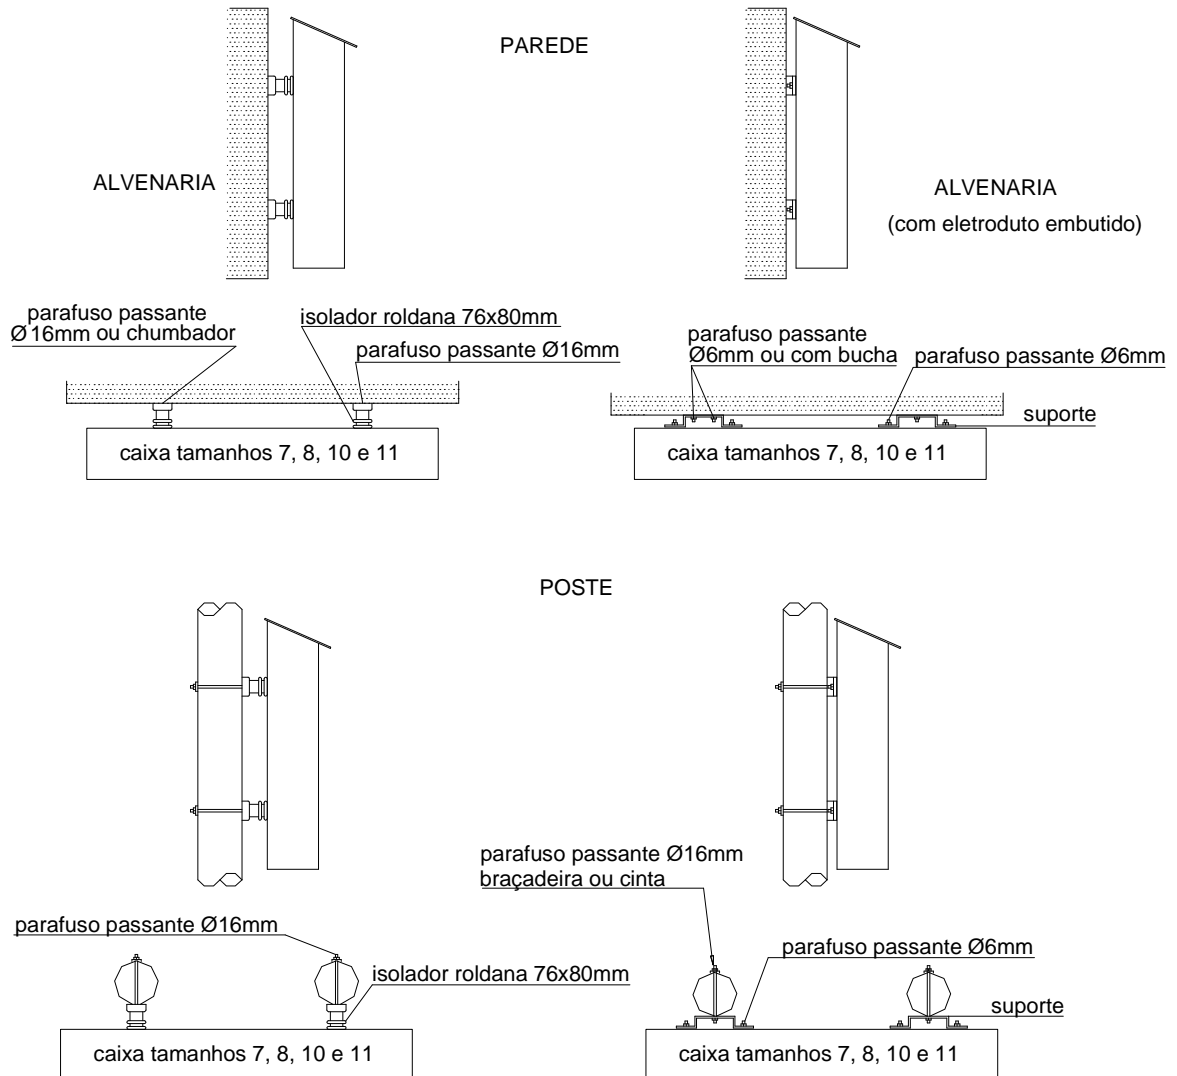 PAREDE
ALVENARIA
ALVENARIA
(com eletroduto embutido)
parafuso passante
Ø16mm ou chumbador
isolador roldana 76x80mm
parafuso passante Ø16mm
parafuso passante
Ø6mm ou com bucha
parafuso passante Ø6mm
suporte
caixa tamanhos 7, 8, 10 e 11
caixa tamanhos 7, 8, 10 e 11
POSTE
parafuso passante Ø16mm
braçadeira ou cinta
parafuso passante Ø16mm
isolador roldana 76x80mm
parafuso passante Ø6mm
suporte
caixa tamanhos 7, 8, 10 e 11
caixa tamanhos 7, 8, 10 e 11